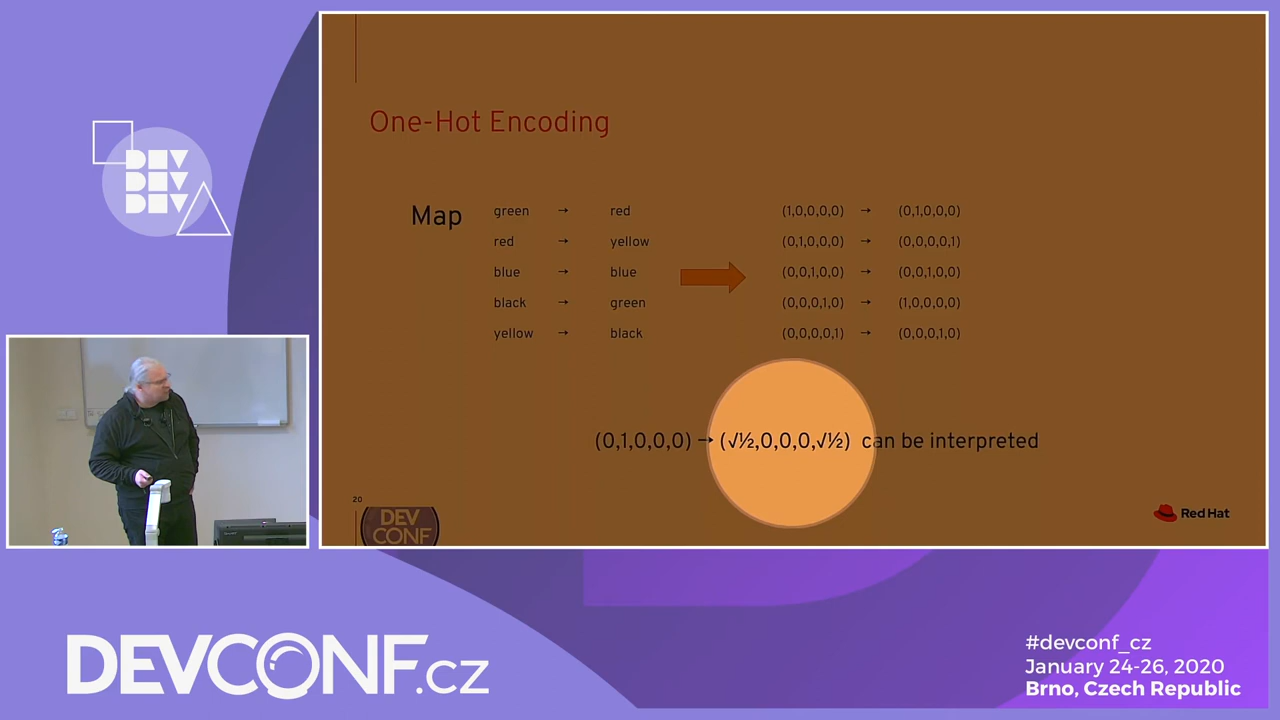 DEV
DEV
DEV
One-Hot Encoding
Map
green → red (1,0,0,0,0) → (0,1,0,0,0)
red → yellow (0,1,0,0,0) → (0,0,0,0,1)
blue → blue (0,0,1,0,0) → (0,0,1,0,0)
black → green (0,0,0,1,0) → (1,0,0,0,0)
yellow → black (0,0,0,0,1) → (0,0,0,1,0)
(0,1,0,0,0) → (√½,0,0,0,√½) can be interpreted
20
DEV
CONF
Red Hat
DEVCONF.cz
#devconf_cz
January 24-26, 2020
Brno, Czech Republic